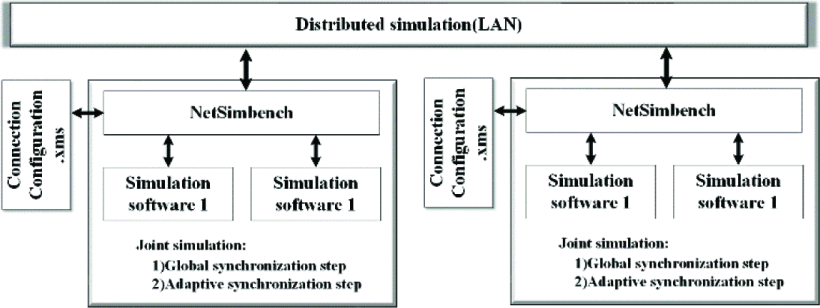 Distributed simulation(LAN)
Connection
Configuration
.xms
NetSimbench
Simulation
software 1
Simulation
software 1
Joint simulation:
1)Global synchronization step
2)Adaptive synchronization step
Connection
Configuration
.xms
NetSimbench
Simulation
software 1
Simulation
software 1
Joint simulation:
1)Global synchronization step
2)Adaptive synchronization step